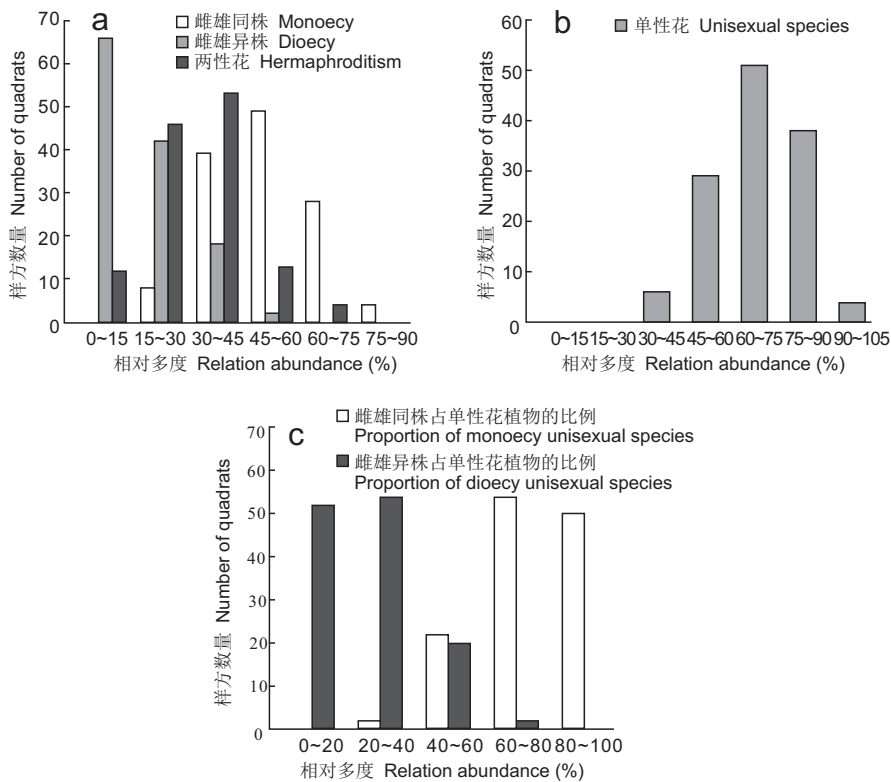 a
雌雄同株 Monoecy
雌雄异株 Dioecy
两性花 Hermaphroditism
样方数量 Number of quadrats
70
60
50
40
30
20
10
0
0~15 15~30 30~45 45~60 60~75 75~90
相对多度 Relation abundance (%)
b
单性花 Unisexual species
样方数量 Number of quadrats
60
50
40
30
20
10
0
0~15 15~30 30~45 45~60 60~75 75~90 90~105
相对多度 Relation abundance (%)
c
雌雄同株占单性花植物的比例
Proportion of monoecy unisexual species
雌雄异株占单性花植物的比例
Proportion of dioecy unisexual species
样方数量 Number of quadrats
70
60
50
40
30
20
10
0
0~20 20~40 40~60 60~80 80~100
相对多度 Relation abundance (%)